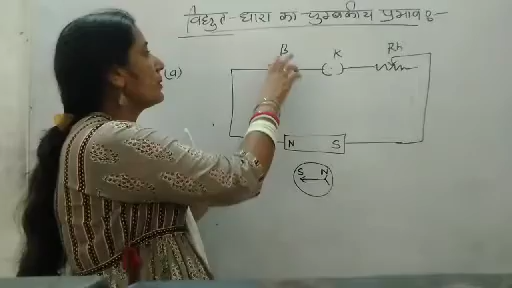 विद्युत - धारा का चुम्बकीय प्रभाव :-
(a)
B K Rh
N S
S N